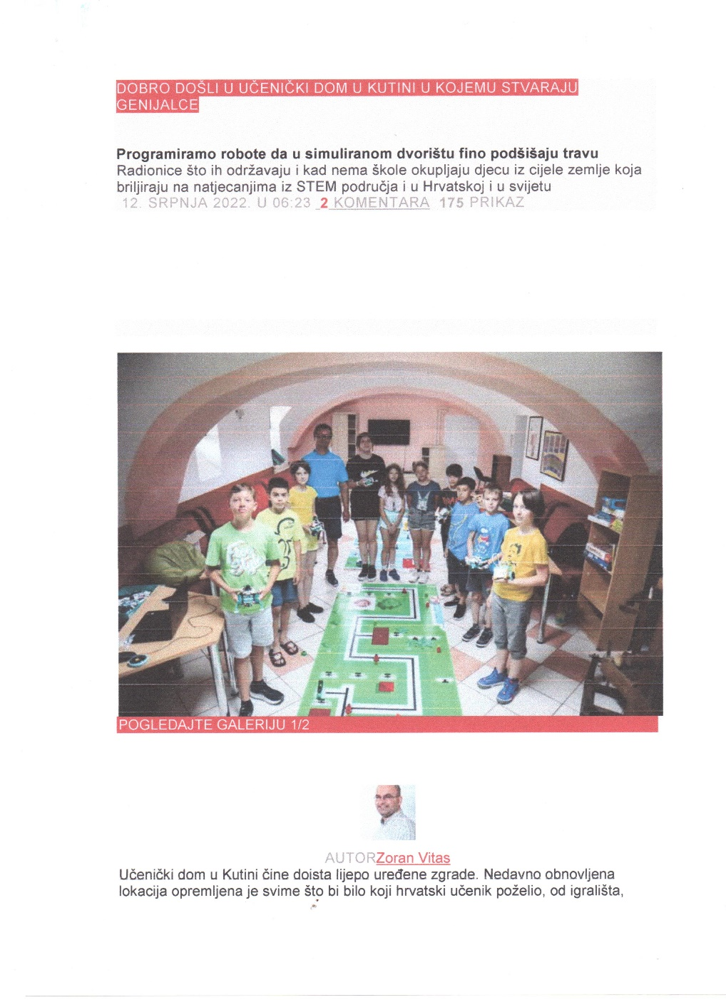 DOBRO DOŠLI U UČENIČKI DOM U KUTINI U KOJEMU STVARAJU
GENIJALCE
Programiramo robote da u simuliranom dvorištu fino podšišaju travu
Radionice što ih održavaju i kad nema škole okupljaju djecu iz cijele zemlje koja
briljiraju na natjecanjima iz STEM područja i u Hrvatskoj i u svijetu
12. SRPNJA 2022. U 06:23 2 KOMENTARA 175 PRIKAZ
POGLEDAJTE GALERIJU 1/2
AUTORZoran Vitas
Učenički dom u Kutini čine doista lijepo uređene zgrade. Nedavno obnovljena
lokacija opremljena je svime što bi bilo koji hrvatski učenik poželio, od igrališta,